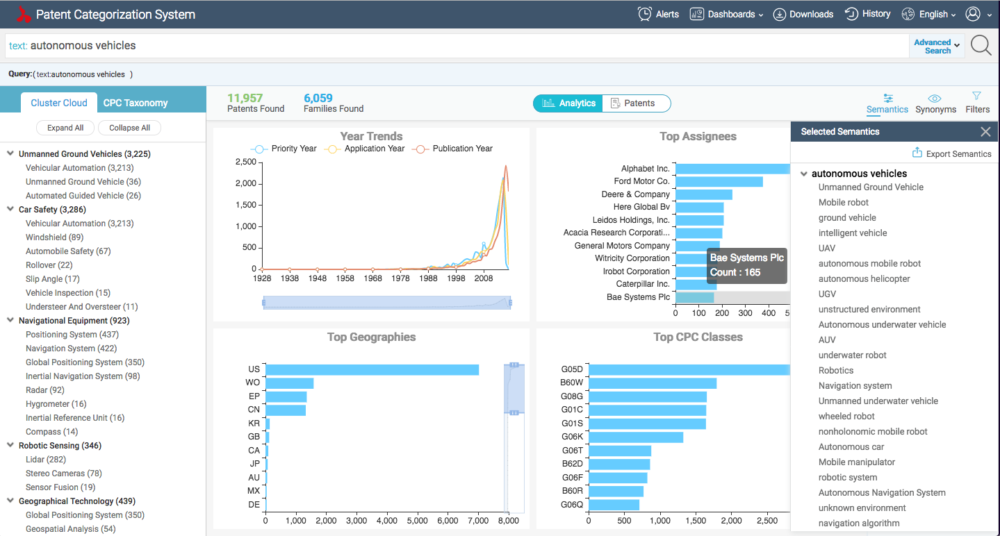 Patent Categorization System
Alerts
Dashboards
Downloads
History
English
text: autonomous vehicles
Advanced
Search
Query:( text:autonomous vehicles )
Cluster Cloud
CPC Taxonomy
Expand All
Collapse All
Unmanned Ground Vehicles (3,225)
Vehicular Automation (3,213)
Unmanned Ground Vehicle (36)
Automated Guided Vehicle (26)
Car Safety (3,286)
Vehicular Automation (3,213)
Windshield (89)
Automobile Safety (67)
Rollover (22)
Slip Angle (17)
Vehicle Inspection (15)
Understeer And Oversteer (11)
Navigational Equipment (923)
Positioning System (437)
Navigation System (422)
Global Positioning System (350)
Inertial Navigation System (98)
Radar (92)
Hygrometer (16)
Inertial Reference Unit (16)
Compass (14)
Robotic Sensing (346)
Lidar (282)
Stereo Cameras (78)
Sensor Fusion (19)
Geographical Technology (439)
Global Positioning System (350)
Geospatial Analysis (54)
11,957
Patents Found
6,059
Families Found
Analytics
Patents
Semantics
Synonyms
Filters
Year Trends
Priority Year
Application Year
Publication Year
2,500
2,000
1,500
1,000
500
0
1928 1938 1948 1958 1968 1978 1988 1998 2008
Top Assignees
Alphabet Inc.
Ford Motor Co.
Deere & Company
Here Global Bv
Leidos Holdings, Inc.
Acacia Research Corporati...
General Motors Company
Witricity Corporation
Irobot Corporation
Caterpillar Inc.
Bae Systems Plc
Bae Systems Plc
Count : 165
0 100 200 300 400 5
Top Geographies
US
WO
EP
CN
KR
GB
CA
JP
AU
MX
DE
0 1,000 2,000 3,000 4,000 5,000 6,000 7,000 8,000
Top CPC Classes
G05D
B60W
G08G
G01C
G01S
G06K
G06T
B62D
G06F
B60R
G06Q
0 500 1,000 1,500 2,000 2,500
Selected Semantics
Export Semantics
autonomous vehicles
Unmanned Ground Vehicle
Mobile robot
ground vehicle
intelligent vehicle
UAV
autonomous mobile robot
autonomous helicopter
UGV
unstructured environment
Autonomous underwater vehicle
AUV
underwater robot
Robotics
Navigation system
Unmanned underwater vehicle
wheeled robot
nonholonomic mobile robot
Autonomous car
Mobile manipulator
robotic system
Autonomous Navigation System
unknown environment
navigation algorithm